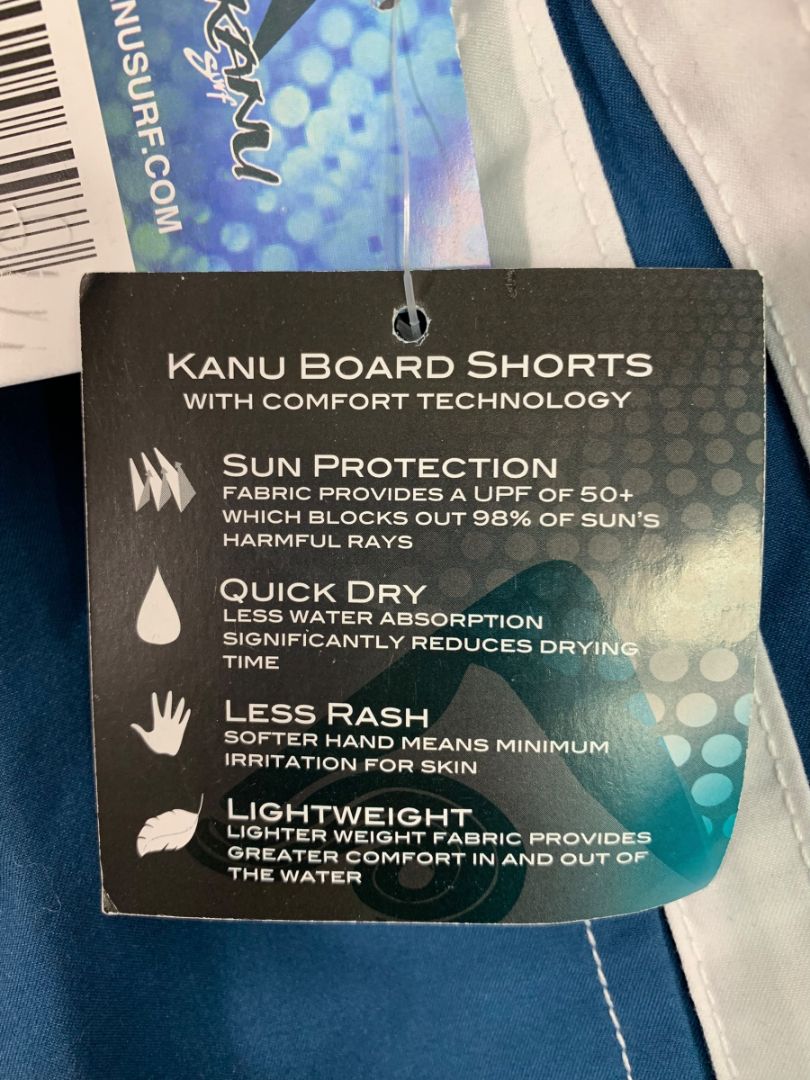 KANU
Surf
NUSURF.COM
KANU BOARD SHORTS
WITH COMFORT TECHNOLOGY
SUN PROTECTION
FABRIC PROVIDES A UPF OF 50+
WHICH BLOCKS OUT 98% OF SUN'S
HARMFUL RAYS
QUICK DRY
LESS WATER ABSORPTION
SIGNIFICANTLY REDUCES DRYING
TIME
LESS RASH
SOFTER HAND MEANS MINIMUM
IRRITATION FOR SKIN
LIGHTWEIGHT
LIGHTER WEIGHT FABRIC PROVIDES
GREATER COMFORT IN AND OUT OF
THE WATER